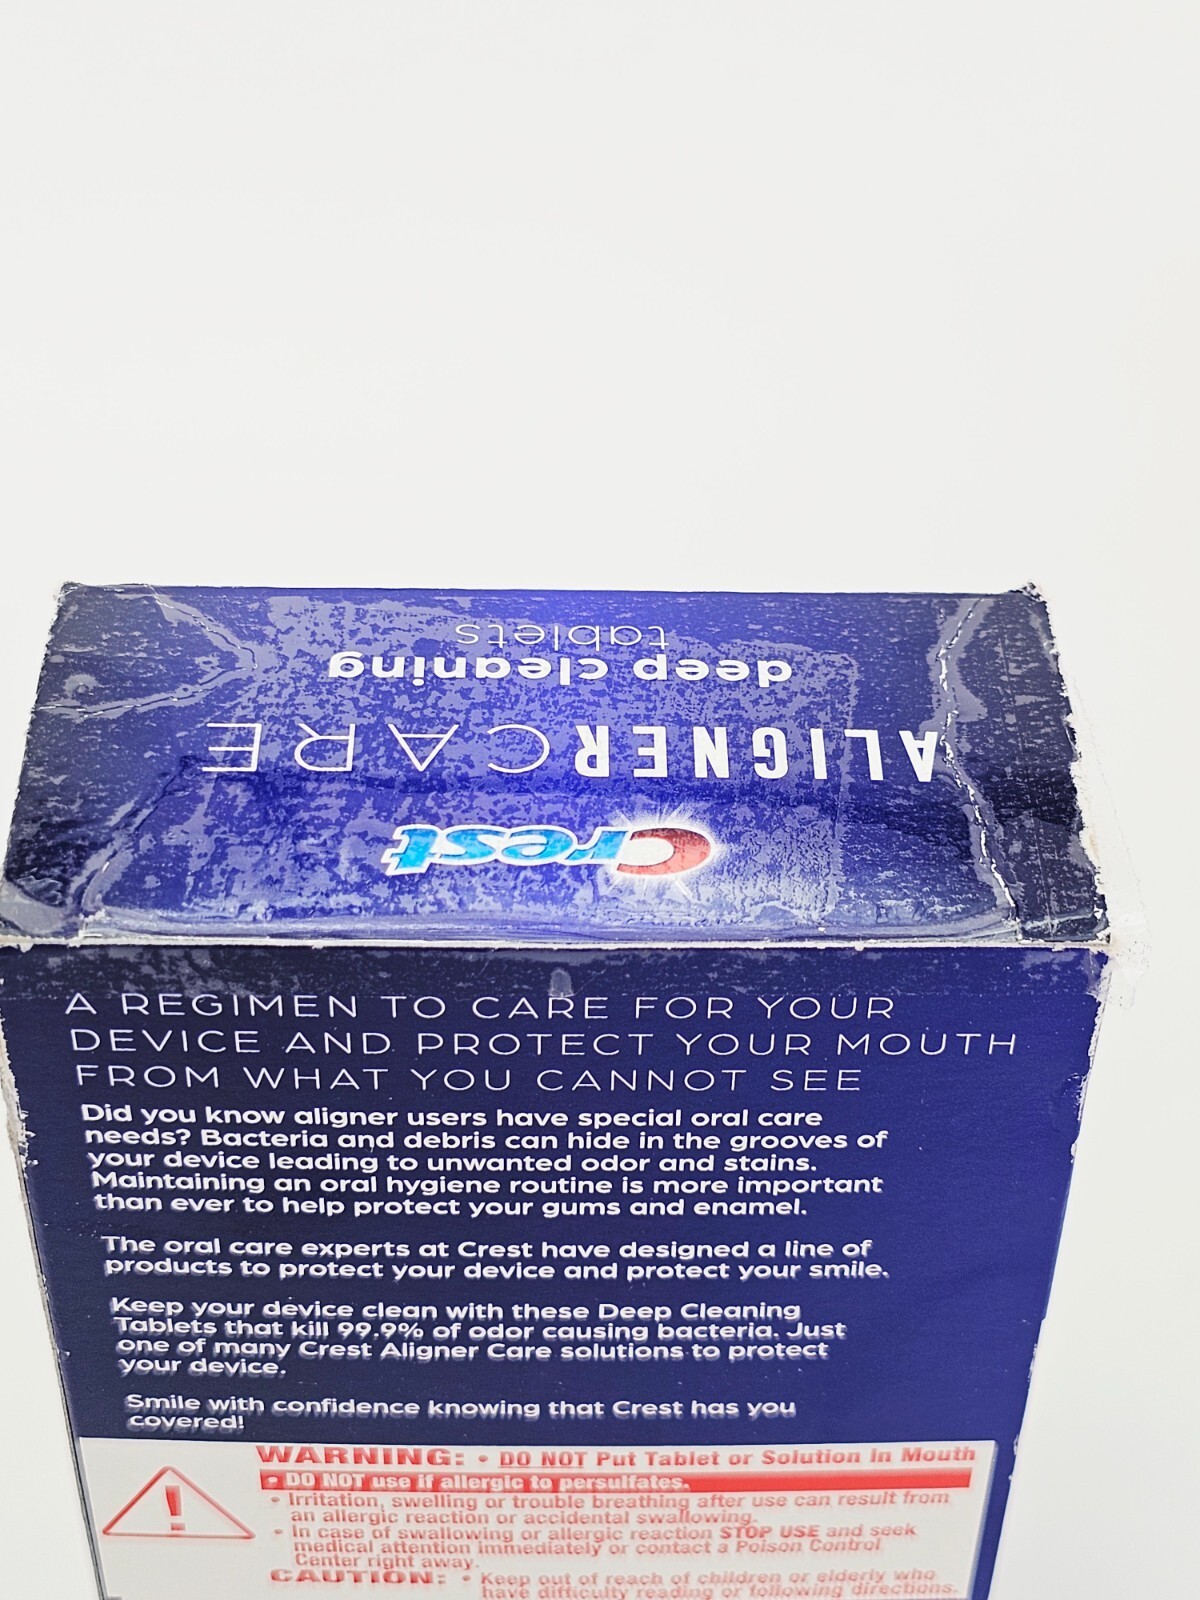 Crest
ALIGNERCARE
deep cleaning
tablets
A REGIMEN TO CARE FOR YOUR
DEVICE AND PROTECT YOUR MOUTH
FROM WHAT YOU CANNOT SEE
Did you know aligner users have special oral care
needs? Bacteria and debris can hide in the grooves of
your device leading to unwanted odor and stains.
Maintaining an oral hygiene routine is more important
than ever to help protect your gums and enamel.
The oral care experts at Crest have designed a line of
products to protect your device and protect your smile.
Keep your device clean with these Deep Cleaning
Tablets that kill 99.9% of odor causing bacteria. Just
one of many Crest Aligner Care solutions to protect
your device.
Smile with confidence knowing that Crest has you
covered!
WARNING: • DO NOT Put Tablet or Solution In Mouth
• DO NOT use if allergic to persulfates.
• Irritation, swelling or trouble breathing after use can result from
an allergic reaction or accidental swallowing.
• In case of swallowing or allergic reaction STOP USE and seek
medical attention immediately or contact a Poison Control
Center right away.
CAUTION: • Keep out of reach of children or elderly who
have difficulty reading or following directions.